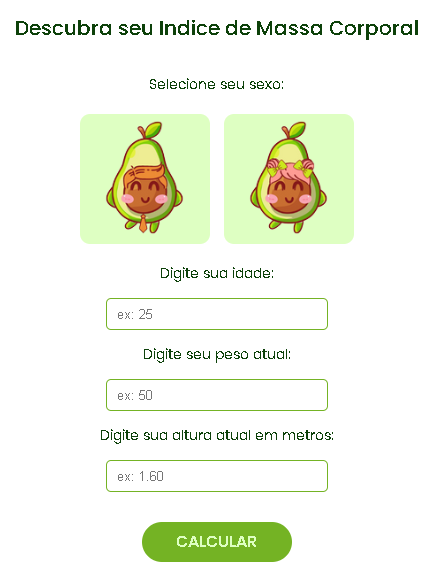 Descubra seu Indice de Massa Corporal
Selecione seu sexo:
Digite sua idade:
ex: 25
Digite seu peso atual:
ex: 50
Digite sua altura atual em metros:
ex: 1.60
CALCULAR